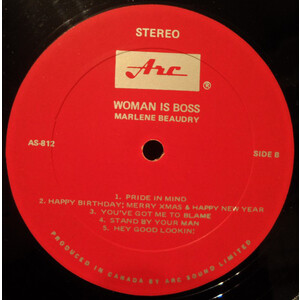 STEREO
Arc
®
WOMAN IS BOSS
MARLENE BEAUDRY
AS-812
SIDE B
1. PRIDE IN MIND
2. HAPPY BIRTHDAY; MERRY XMAS & HAPPY NEW YEAR
3. YOU'VE GOT ME TO BLAME
4. STAND BY YOUR MAN
5. HEY GOOD LOOKIN'
PRODUCED IN CANADA BY ARC SOUND LIMITED